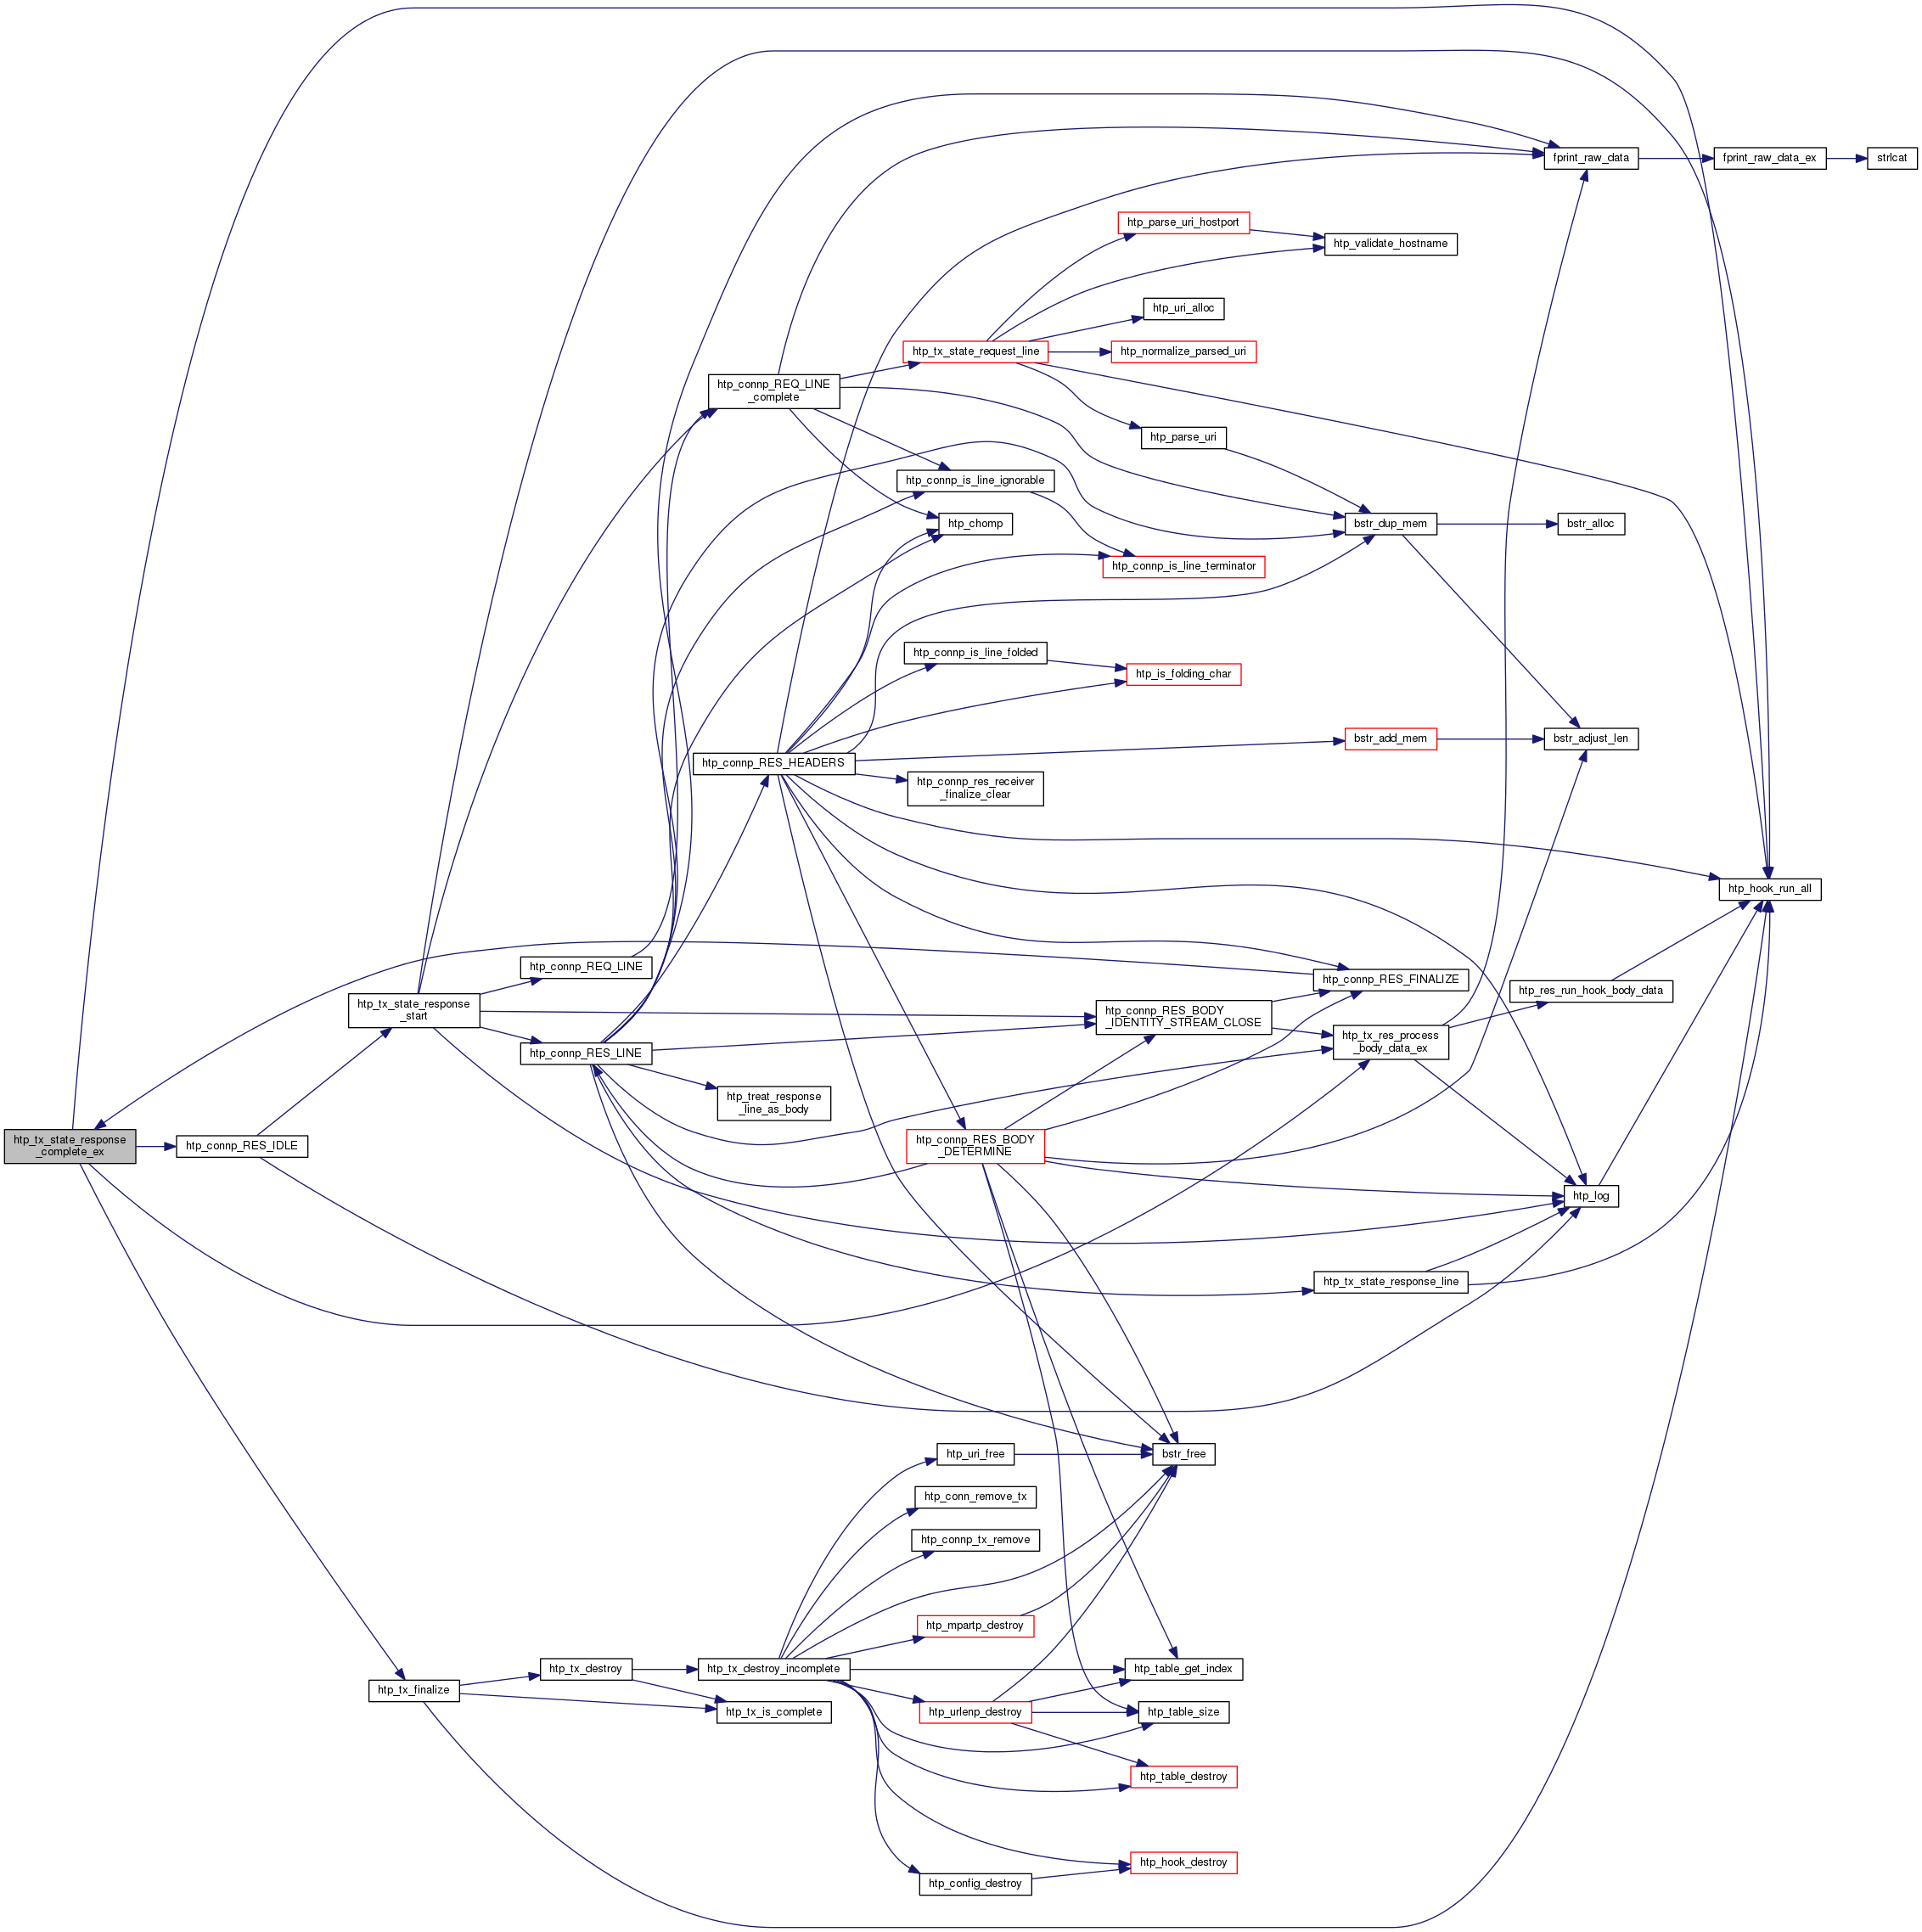 fprint_raw_data
fprint_raw_data_ex
strlcat
htp_parse_uri_hostport
htp_validate_hostname
htp_uri_alloc
htp_tx_state_request_line
htp_normalize_parsed_uri
htp_connp_REQ_LINE
_complete
htp_parse_uri
htp_connp_is_line_ignorable
htp_chomp
bstr_dup_mem
bstr_alloc
htp_connp_is_line_terminator
htp_connp_is_line_folded
htp_is_folding_char
bstr_add_mem
bstr_adjust_len
htp_connp_RES_HEADERS
htp_connp_res_receiver
_finalize_clear
htp_hook_run_all
htp_connp_REQ_LINE
htp_connp_RES_FINALIZE
htp_res_run_hook_body_data
htp_tx_state_response
_start
htp_connp_RES_BODY
_IDENTITY_STREAM_CLOSE
htp_tx_res_process
_body_data_ex
htp_connp_RES_LINE
htp_treat_response
_line_as_body
htp_tx_state_response
_complete_ex
htp_connp_RES_IDLE
htp_connp_RES_BODY
_DETERMINE
htp_log
htp_tx_state_response_line
htp_uri_free
bstr_free
htp_conn_remove_tx
htp_connp_tx_remove
htp_mpartp_destroy
htp_tx_finalize
htp_tx_destroy
htp_tx_destroy_incomplete
htp_table_get_index
htp_tx_is_complete
htp_urlenp_destroy
htp_table_size
htp_table_destroy
htp_hook_destroy
htp_config_destroy